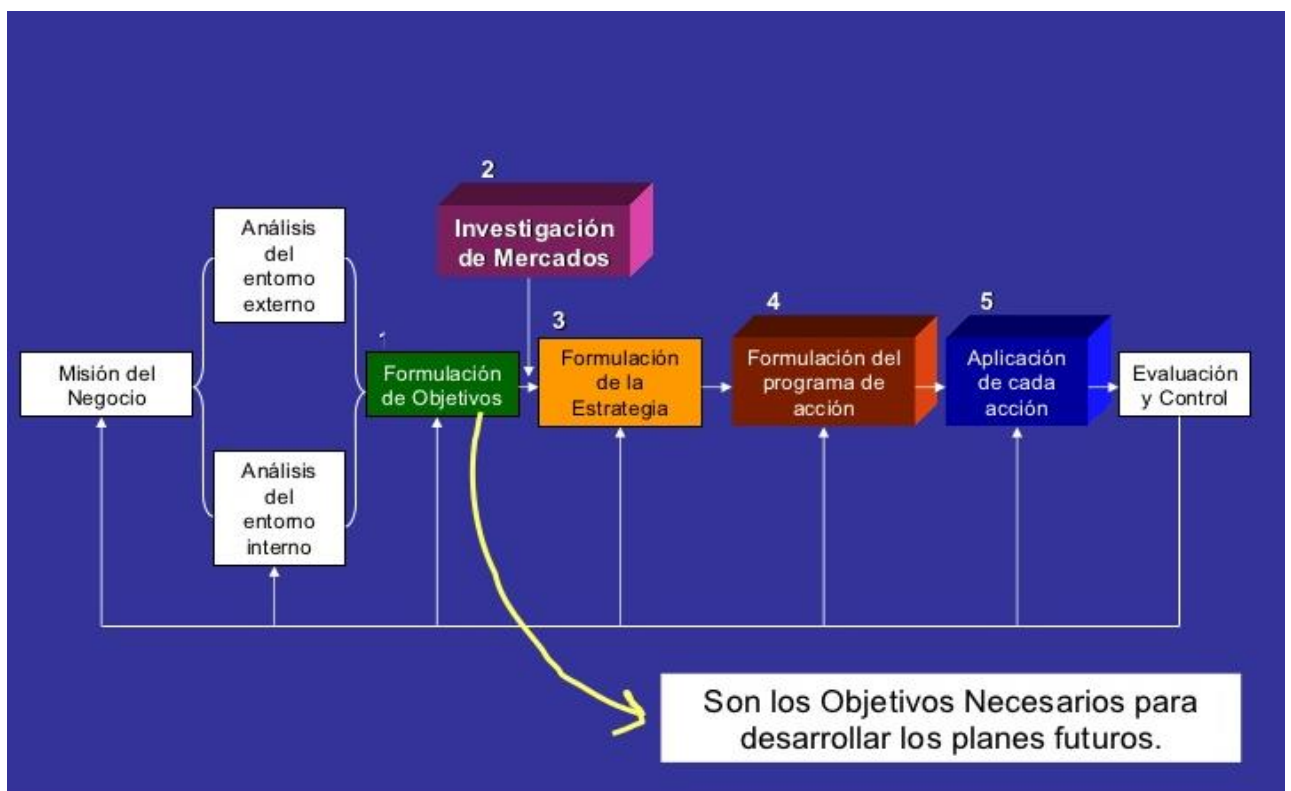 2
Investigación
de Mercados
Análisis
del
entorno
externo
1
3
4
5
Misión del
Negocio
Formulación
de Objetivos
Formulación
de la
Estrategia
Formulación del
programa de
acción
Aplicación
de cada
acción
Evaluación
y Control
Análisis
del
entorno
interno
Son los Objetivos Necesarios para
desarrollar los planes futuros.